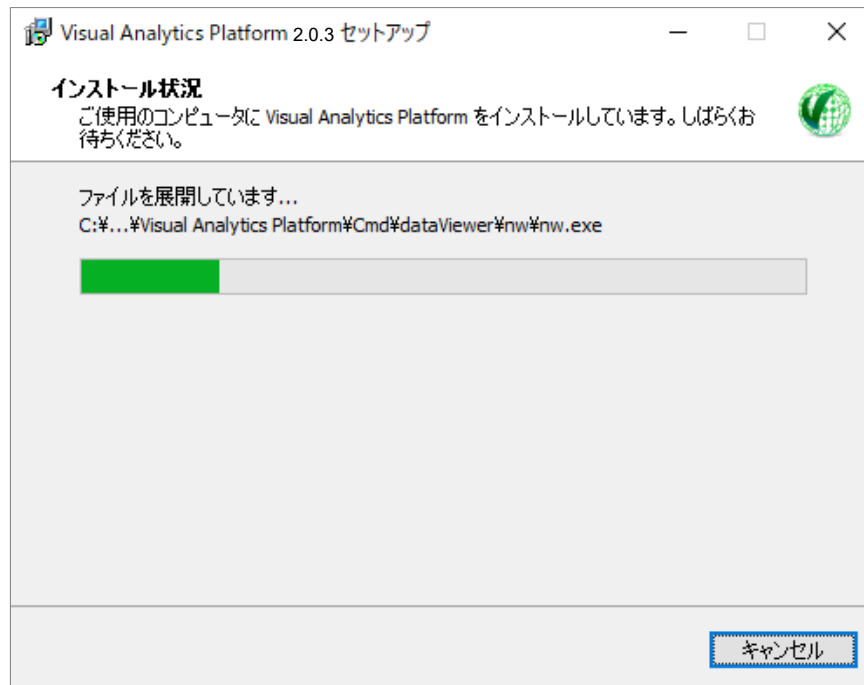 Visual Analytics Platform 2.0.3 セットアップ
インストール状況
ご使用のコンピュータに Visual Analytics Platform をインストールしています。しばらくお
待ちください。
ファイルを展開しています...
C:¥...¥Visual Analytics Platform¥Cmd¥dataViewer¥nw¥nw.exe
キャンセル